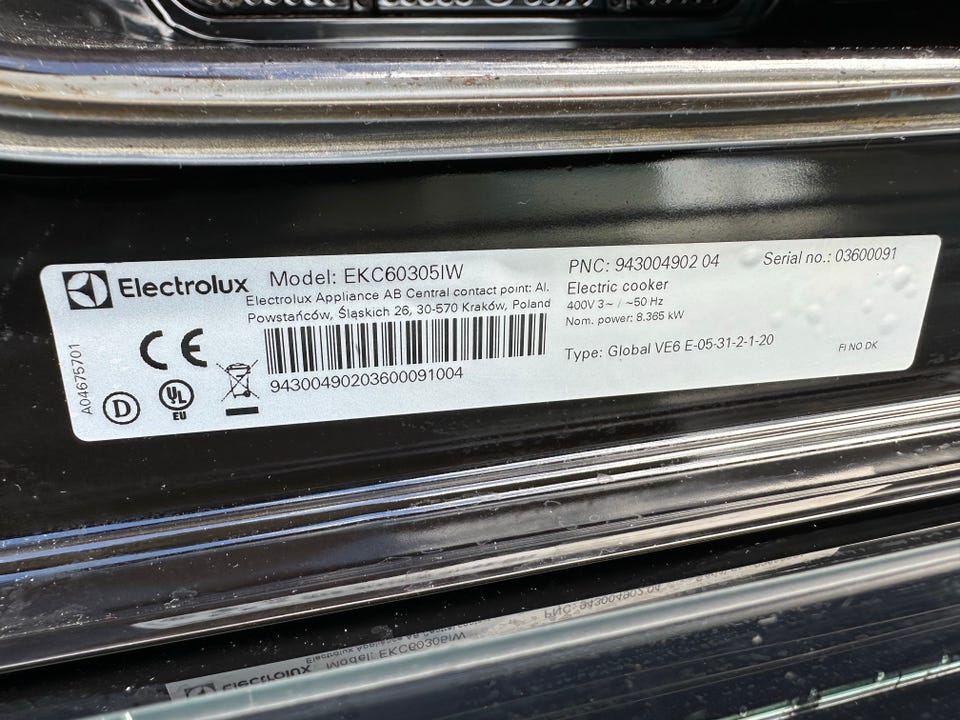 Electrolux
Model: EKC60305IW
Electrolux Appliance AB Central contact point: Al.
Powstańców, Śląskich 26, 30-570 Kraków, Poland
94300490203600091004
PNC: 943004902 04
Serial no.: 03600091
Electric cooker
400V 3~ / ~50 Hz
Nom. power: 8.365 kW
Type: Global VE6 E-05-31-2-1-20
FI NO DK
A04675701
CE
D
UL
EU